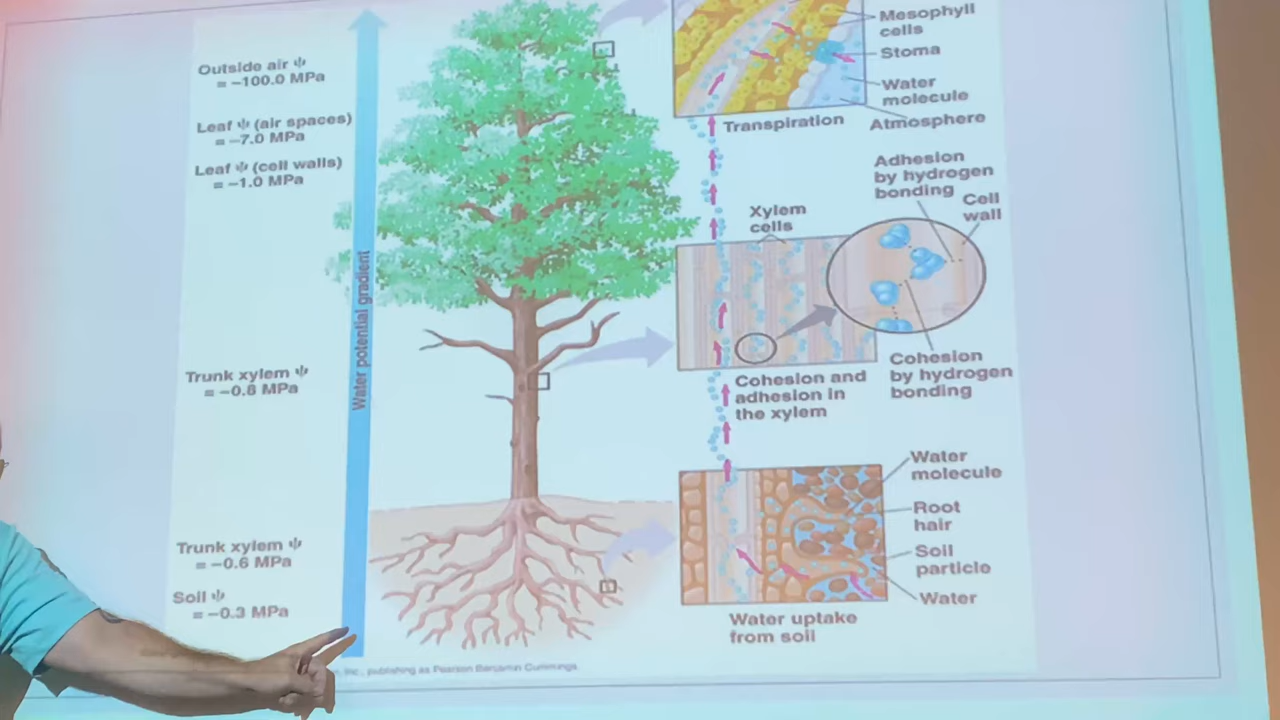 Outside air ψ
= −100.0 MPa
Leaf ψ (air spaces)
= −7.0 MPa
Leaf ψ (cell walls)
= −1.0 MPa
Trunk xylem ψ
= −0.8 MPa
Trunk xylem ψ
= −0.6 MPa
Soil ψ
= −0.3 MPa
Water potential gradient
Mesophyll
cells
Stoma
Water
molecule
Atmosphere
Transpiration
Adhesion
by hydrogen
bonding
Cell
wall
Xylem
cells
Cohesion
by hydrogen
bonding
Cohesion and
adhesion in
the xylem
Water
molecule
Root
hair
Soil
particle
Water
Water uptake
from soil
Inc., publishing as Pearson Benjamin Cummings.